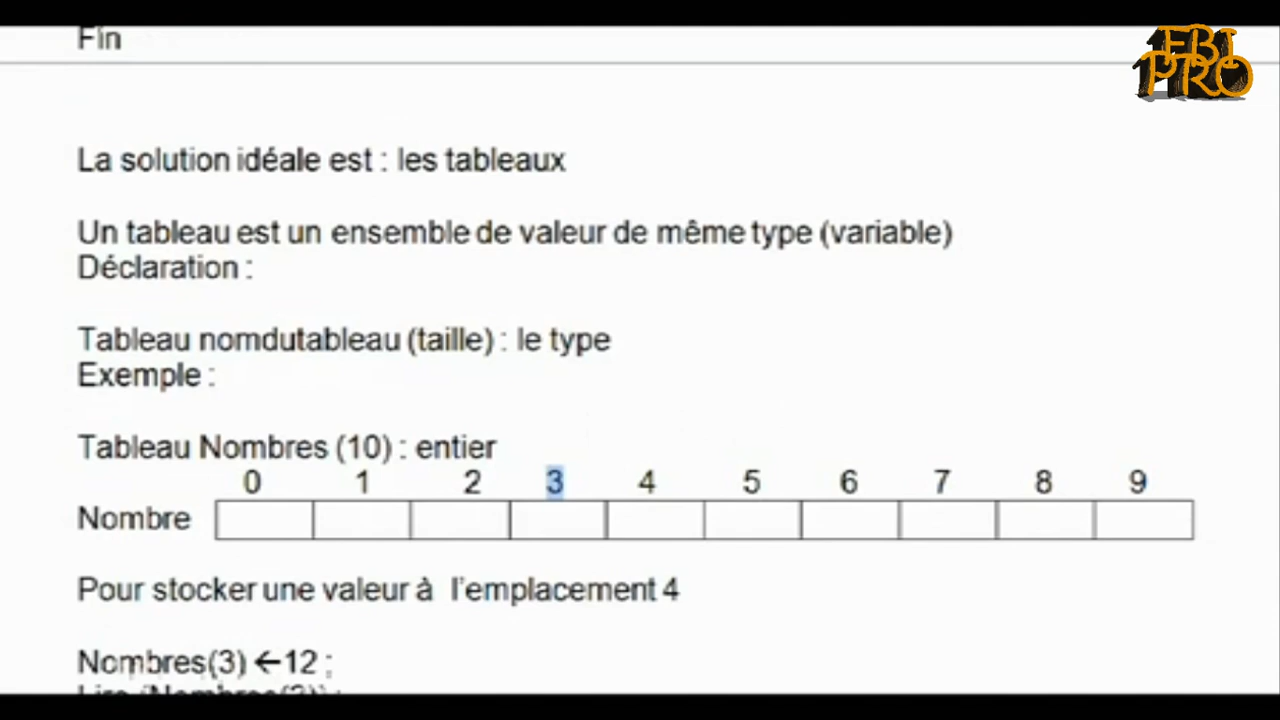 Fin
FBI
PRO
La solution idéale est : les tableaux
Un tableau est un ensemble de valeur de même type (variable)
Déclaration :
Tableau nomdutableau (taille) : le type
Exemple :
Tableau Nombres (10) : entier
0 1 2 3 4 5 6 7 8 9
Nombre
Pour stocker une valeur à l'emplacement 4
Nombres(3) ←12 ;